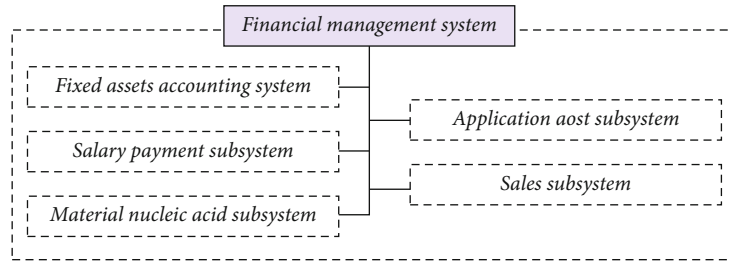 Financial management system
Fixed assets accounting system
Salary payment subsystem
Material nucleic acid subsystem
Application aost subsystem
Sales subsystem